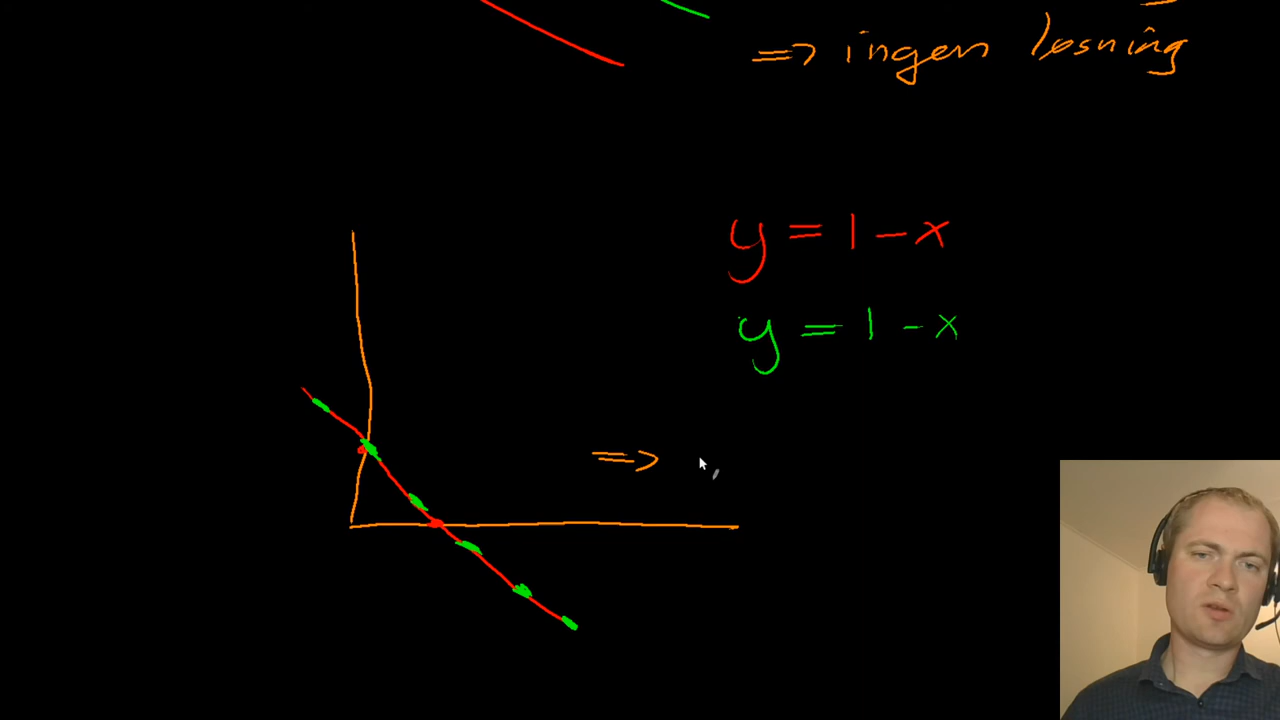 => ingen løsning
y = 1 - x
y = 1 - x
=>